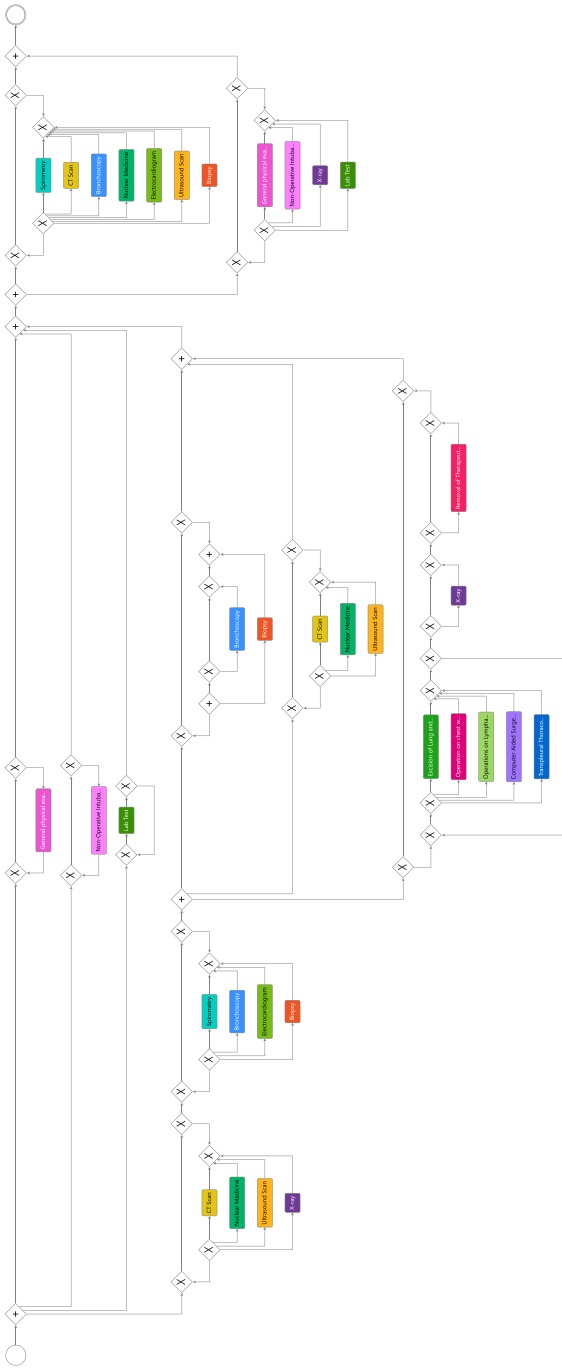 Spirometry
CT Scan
Bronchoscopy
Nuclear Medicine
Electrocardiogram
Ultrasound Scan
Biopsy
General physical exa...
Non-Operative Intuba...
X-ray
Lab Test
Removal of Therapeut...
X-ray
Bronchoscopy
Biopsy
CT Scan
Nuclear Medicine
Ultrasound Scan
Excision of Lung and...
Operation on chest w...
Operations on Lympha...
Computer Aided Surge...
Transpleural Thoraco...
General physical exa...
Non-Operative Intuba...
Lab Test
Spirometry
Bronchoscopy
Electrocardiogram
Biopsy
CT Scan
Nuclear Medicine
Ultrasound Scan
X-ray